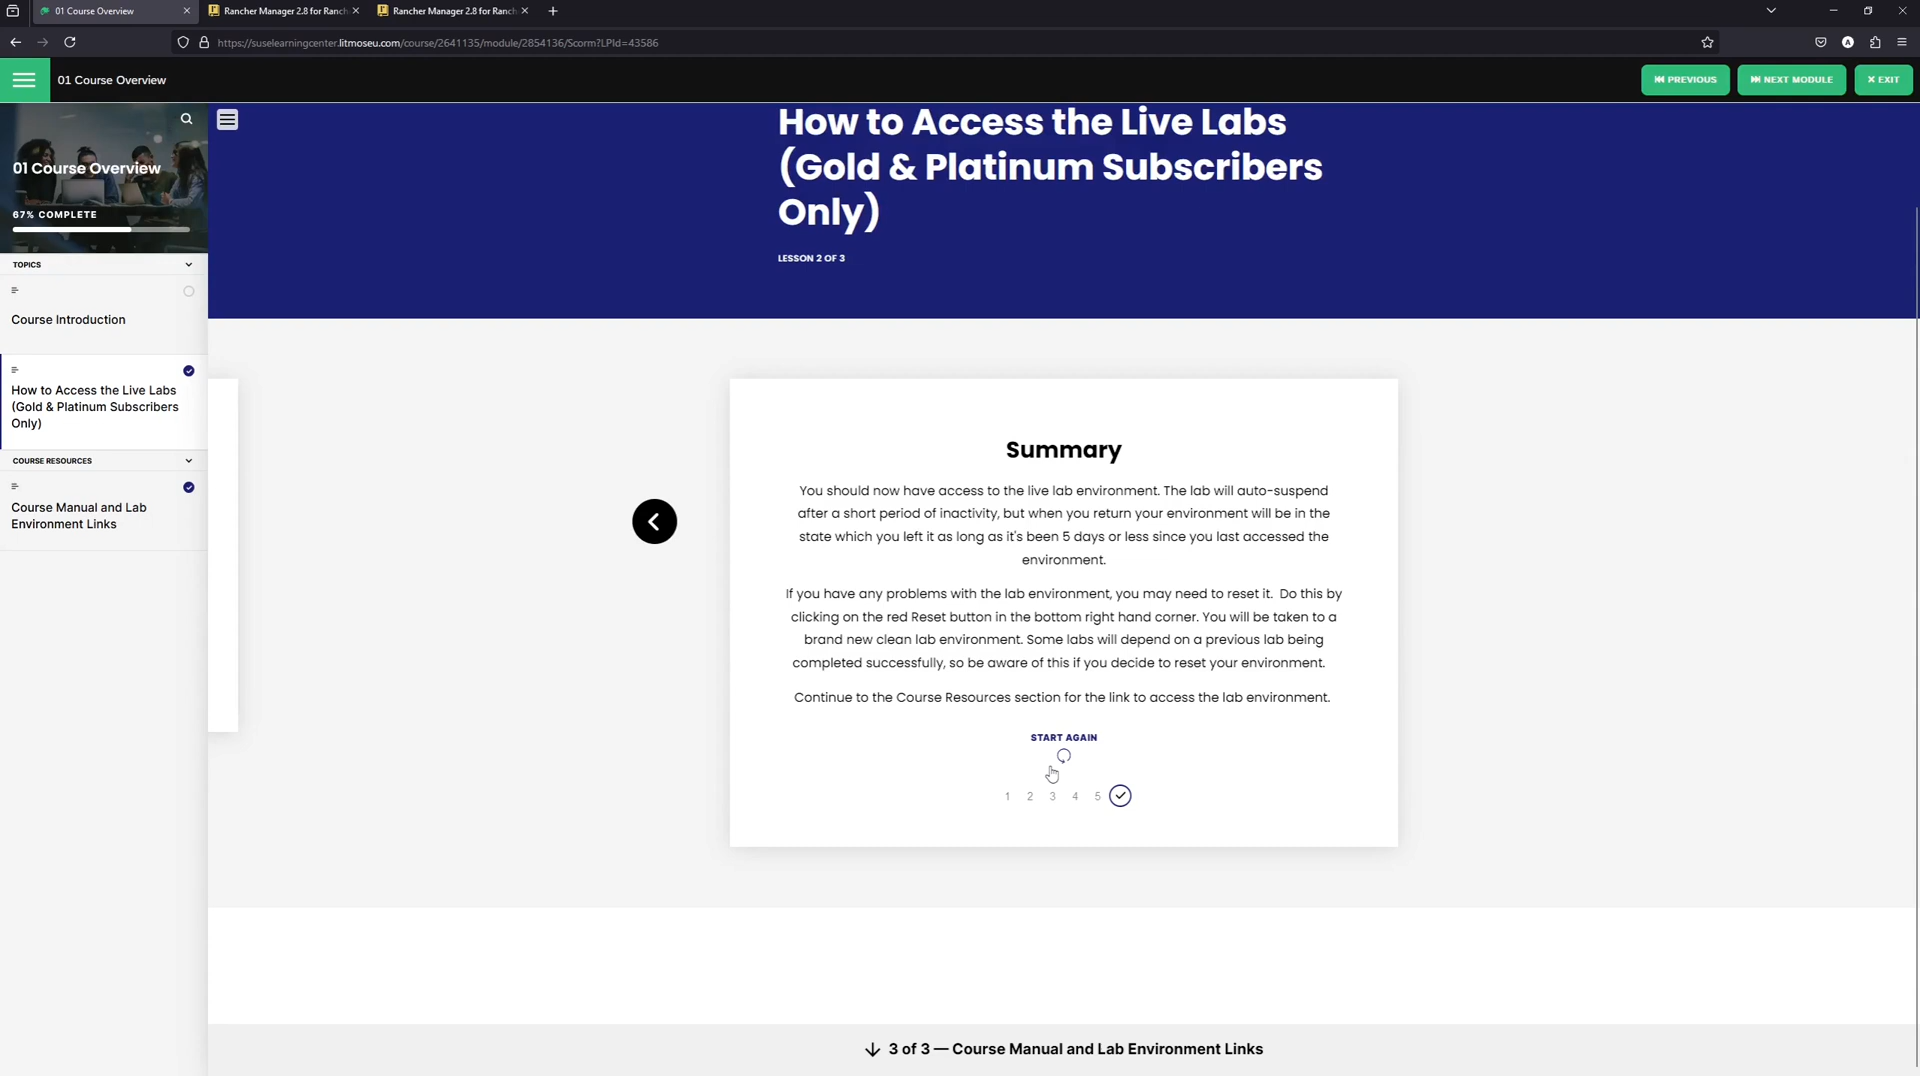 01 Course Overview
Rancher Manager 2.8 for Ranch
Rancher Manager 2.8 for Ranch
https://suselearningcenter.litmoseu.com/course/2641135/module/2854136/Scorm?LPId=43586
A
01 Course Overview
PREVIOUS
NEXT MODULE
EXIT
01 Course Overview
67% COMPLETE
TOPICS
Course Introduction
How to Access the Live Labs
(Gold & Platinum Subscribers
Only)
COURSE RESOURCES
Course Manual and Lab
Environment Links
How to Access the Live Labs
(Gold & Platinum Subscribers
Only)
LESSON 2 OF 3
Summary
You should now have access to the live lab environment. The lab will auto-suspend
after a short period of inactivity, but when you return your environment will be in the
state which you left it as long as it's been 5 days or less since you last accessed the
environment.
If you have any problems with the lab environment, you may need to reset it. Do this by
clicking on the red Reset button in the bottom right hand corner. You will be taken to a
brand new clean lab environment. Some labs will depend on a previous lab being
completed successfully, so be aware of this if you decide to reset your environment.
Continue to the Course Resources section for the link to access the lab environment.
START AGAIN
1 2 3 4 5
3 of 3 — Course Manual and Lab Environment Links